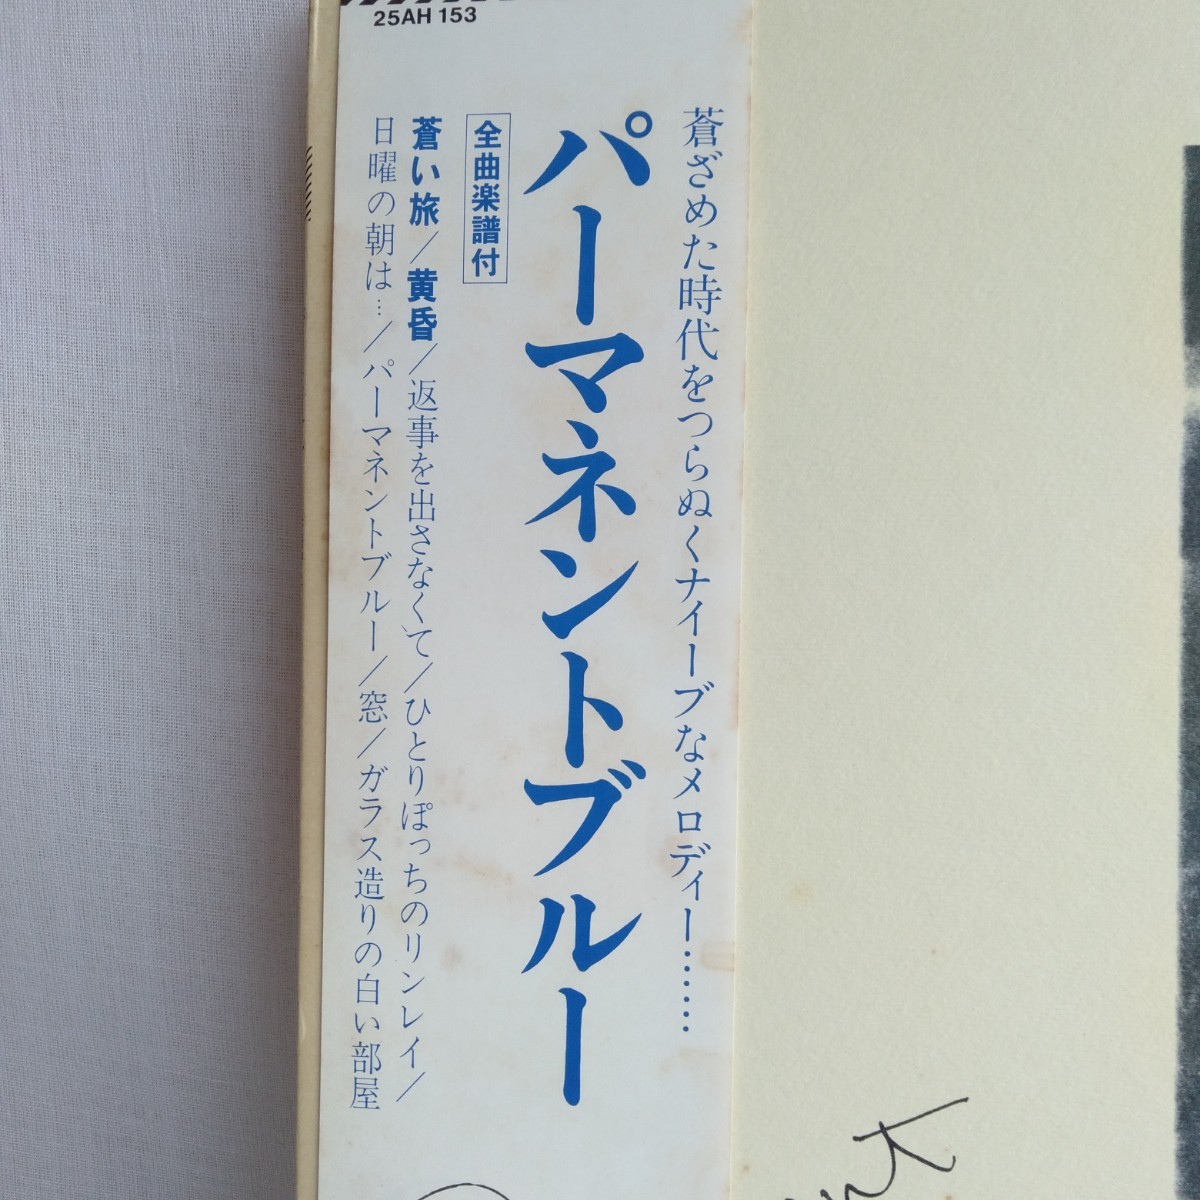 25AH 153
蒼ざめた時代をつらぬくナイーブなメロディー……
パーマネントブルー
全曲楽譜付
蒼い旅／黄昏／返事を出さなくて／ひとりぽっちのリンレイ／
日曜の朝は…／パーマネントブルー／窓／ガラス造りの白い部屋